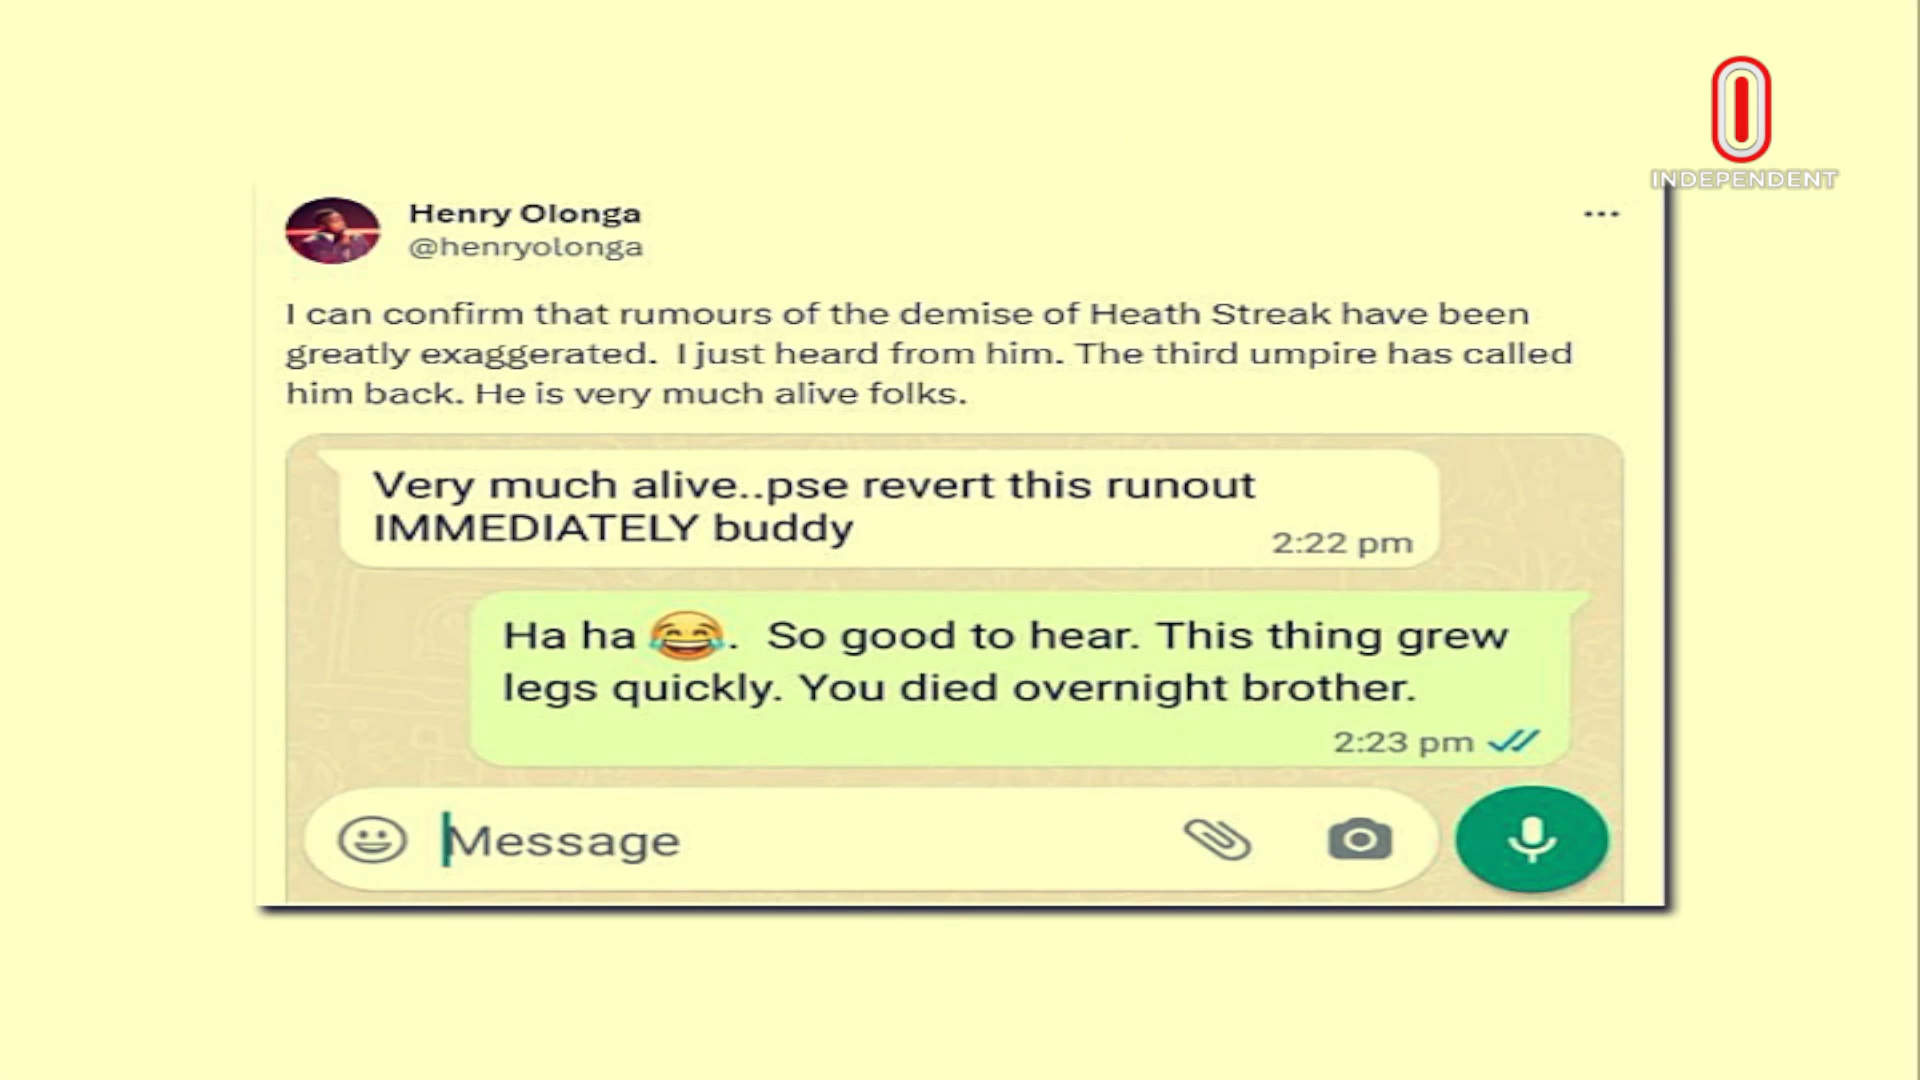 INDEPENDENT
Henry Olonga
@henryolonga
I can confirm that rumours of the demise of Heath Streak have been
greatly exaggerated. I just heard from him. The third umpire has called
him back. He is very much alive folks.
Very much alive..pse revert this runout
IMMEDIATELY buddy
2:22 pm
Ha ha 😂. So good to hear. This thing grew
legs quickly. You died overnight brother.
2:23 pm
Message